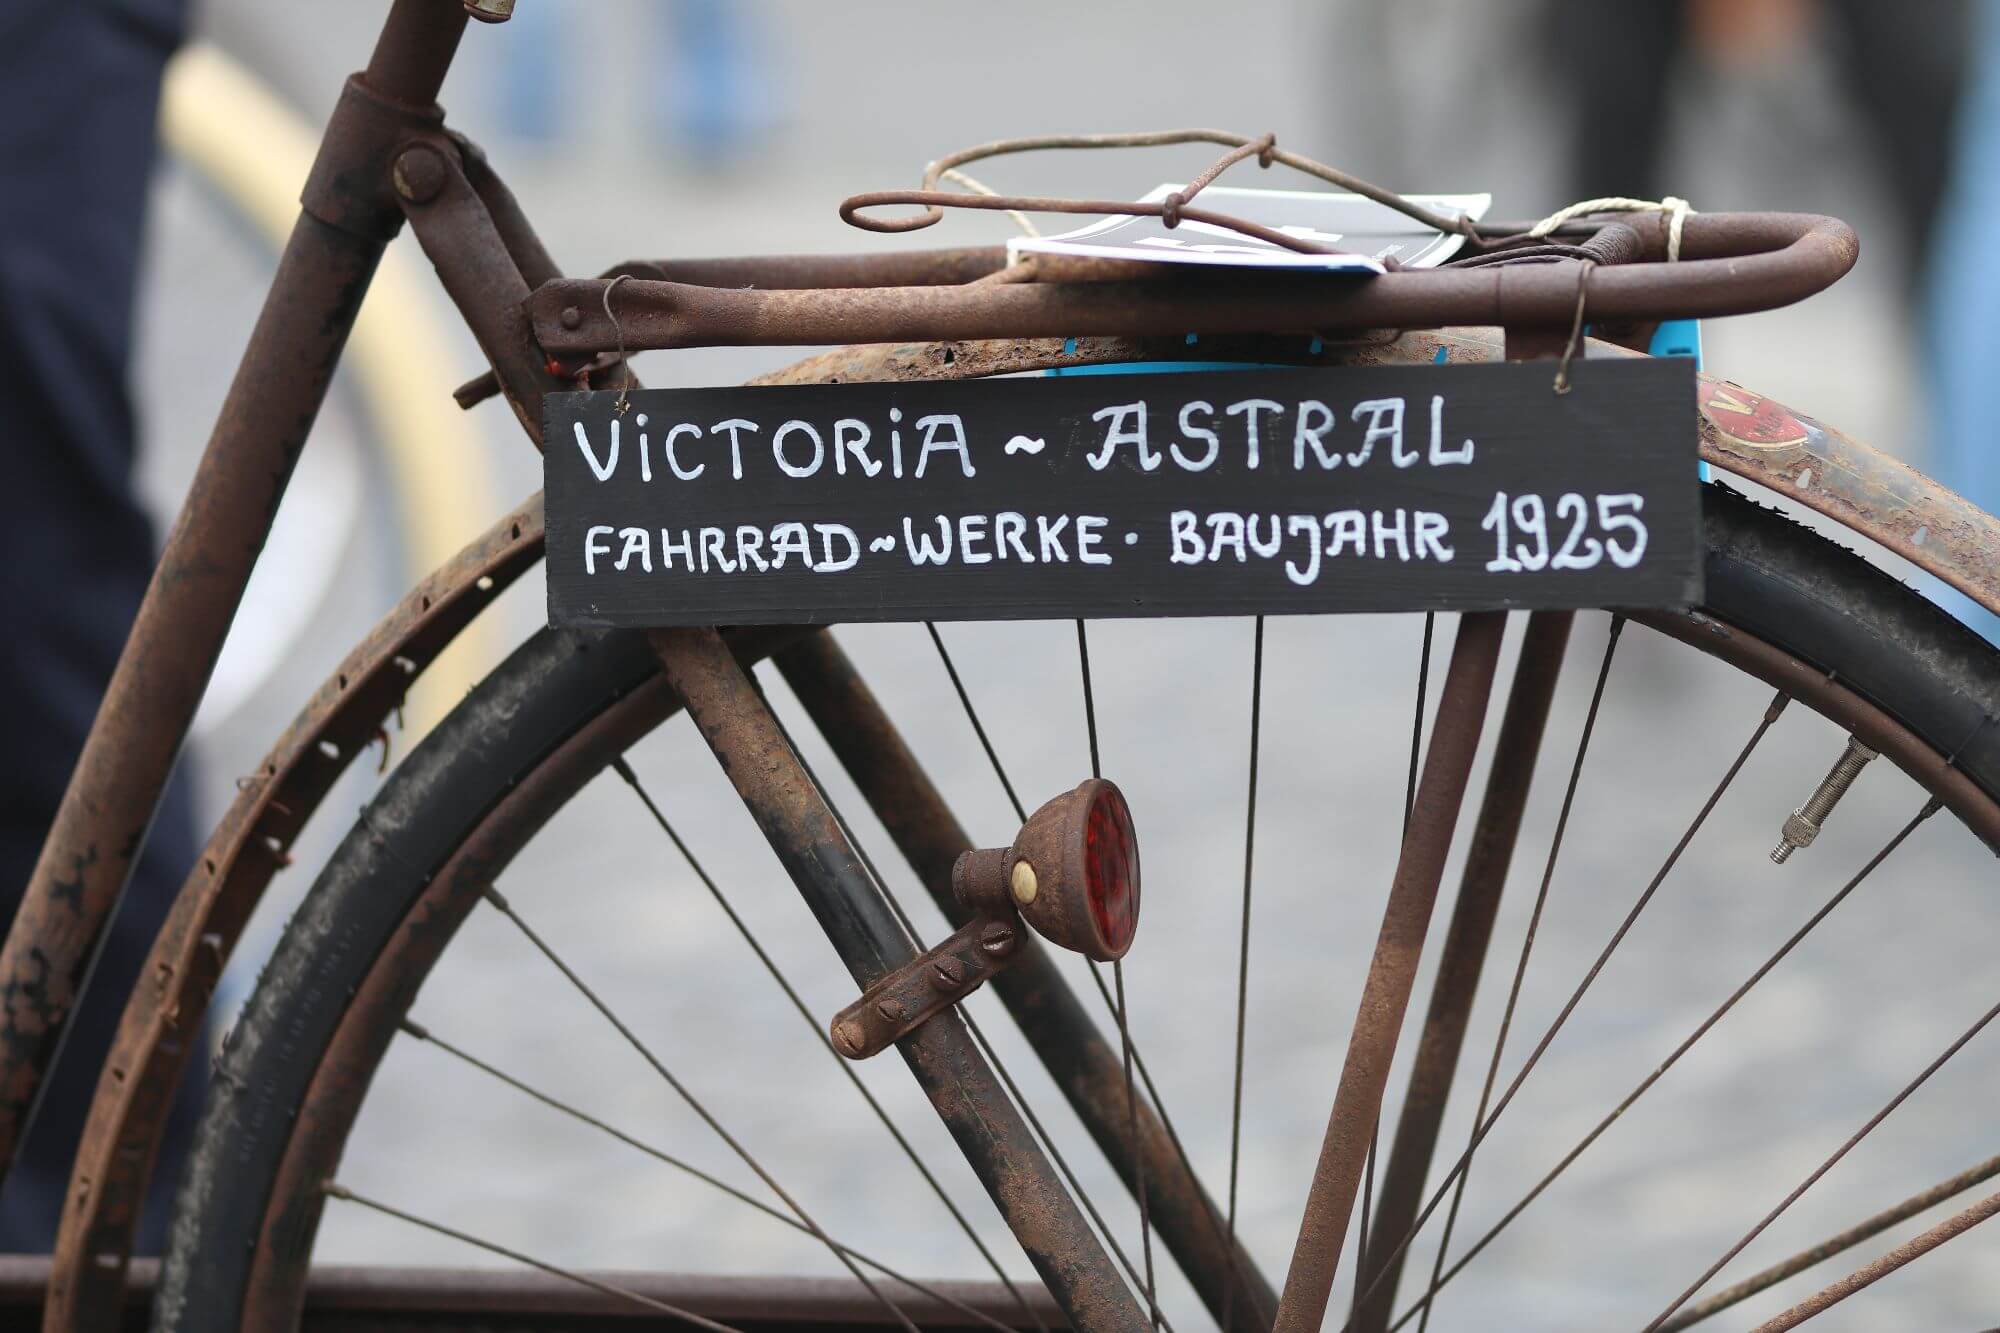 ViCTORiA ~ ASTRAL
FAHRRAD~WERKE · BAUJAHR 1925